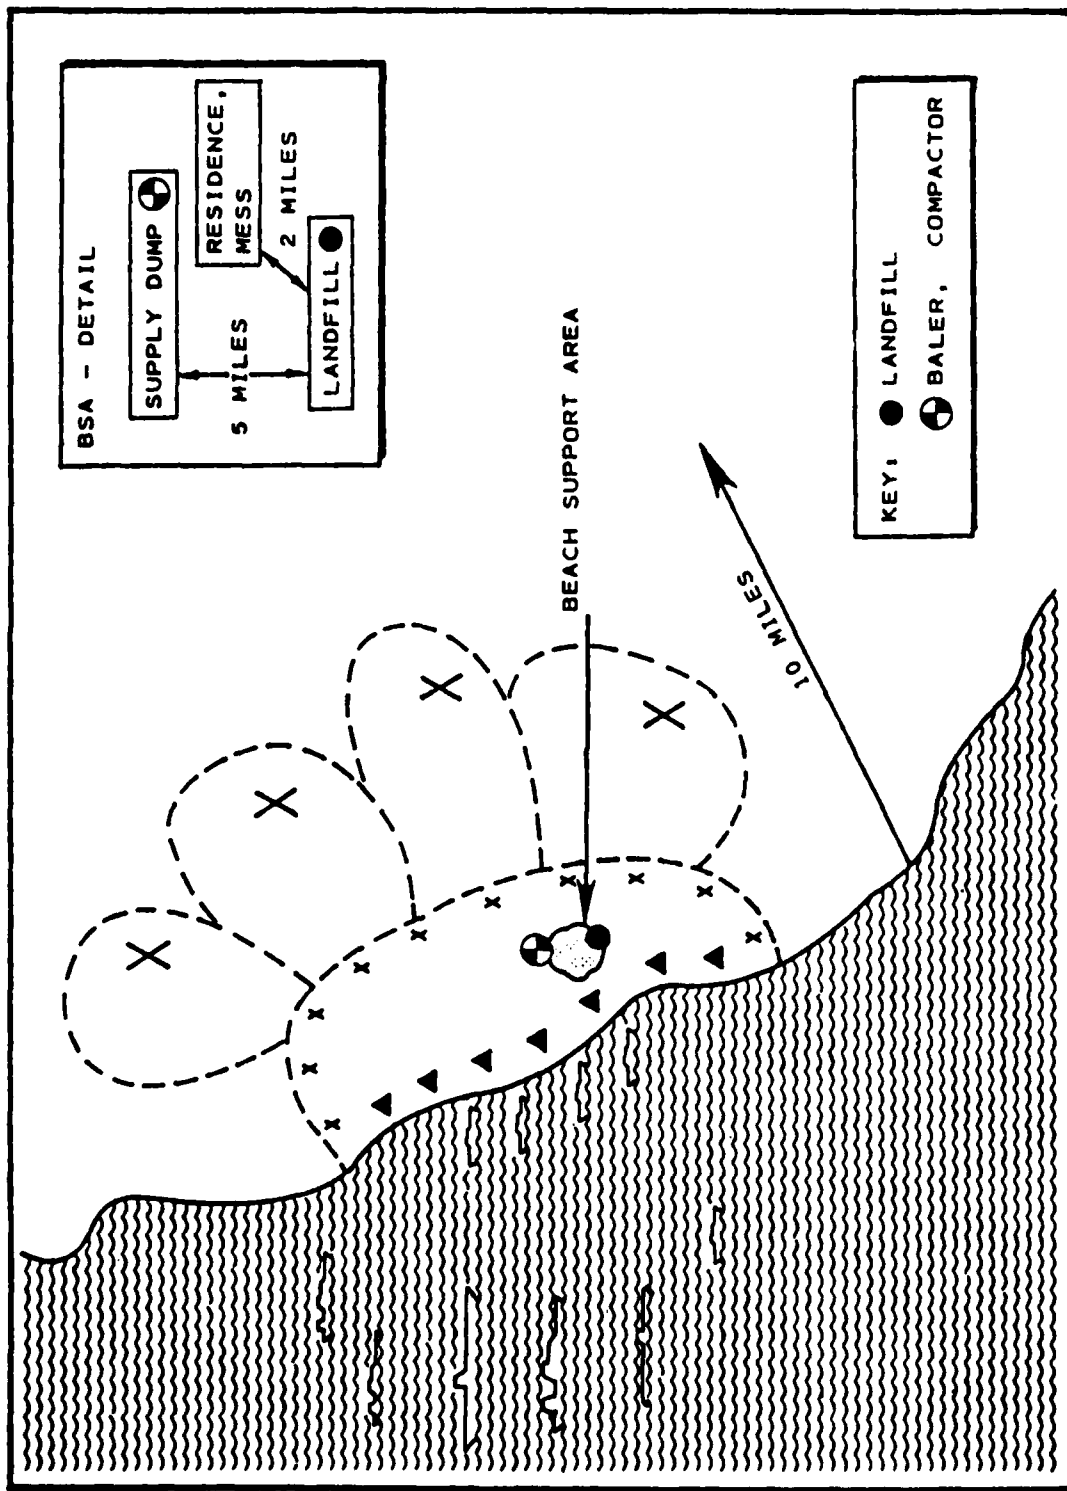 BSA - DETAIL
SUPPLY DUMP
RESIDENCE,
MESS
5 MILES
2 MILES
LANDFILL
BEACH SUPPORT AREA
10 MILES
KEY: LANDFILL
BALER, COMPACTOR